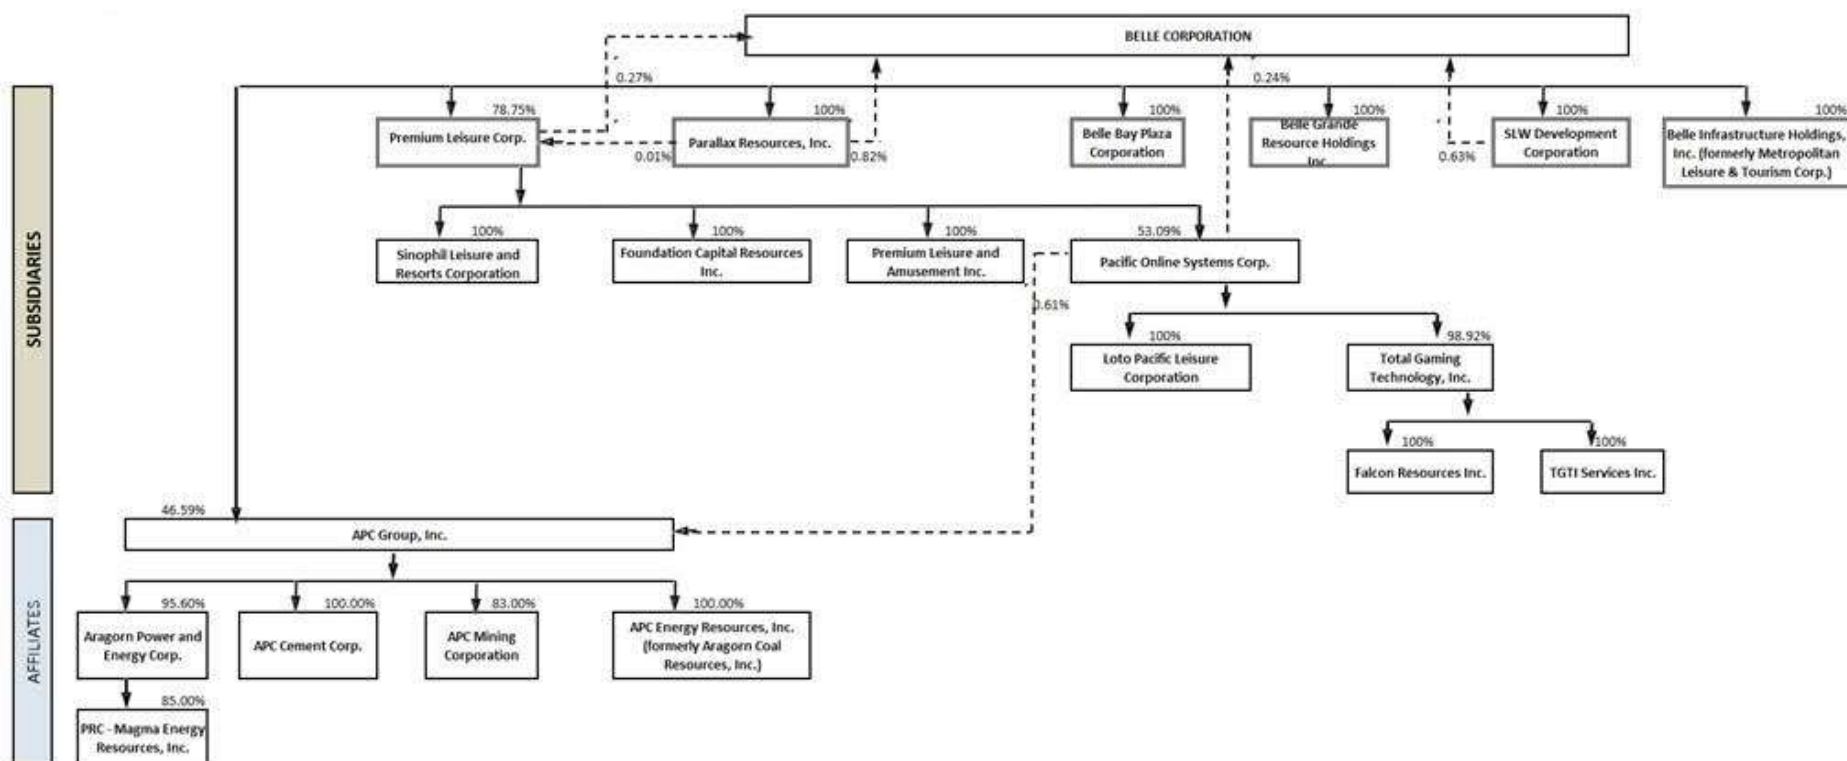 BELLE CORPORATION
0.27%
0.24%
78.75%
100%
100%
100%
100%
100%
Premium Leisure Corp.
0.01%
Parallax Resources, Inc.
0.82%
Belle Bay Plaza
Corporation
Belle Grande
Resource Holdings
Inc
0.63%
SLW Development
Corporation
Belle Infrastructure Holdings,
Inc. (formerly Metropolitan
Leisure & Tourism Corp.)
SUBSIDIARIES
100%
100%
100%
53.09%
Sinophil Leisure and
Resorts Corporation
Foundation Capital Resources
Inc.
Premium Leisure and
Amusement Inc.
Pacific Online Systems Corp.
0.61%
100%
98.92%
Loto Pacific Leisure
Corporation
Total Gaming
Technology, Inc.
100%
100%
Falcon Resources Inc.
TGTI Services Inc.
46.59%
APC Group, Inc.
AFFILIATES
95.60%
100.00%
83.00%
100.00%
Aragorn Power and
Energy Corp.
APC Cement Corp.
APC Mining
Corporation
APC Energy Resources, Inc.
(formerly Aragorn Coal
Resources, Inc.)
85.00%
PRC - Magma Energy
Resources, Inc.